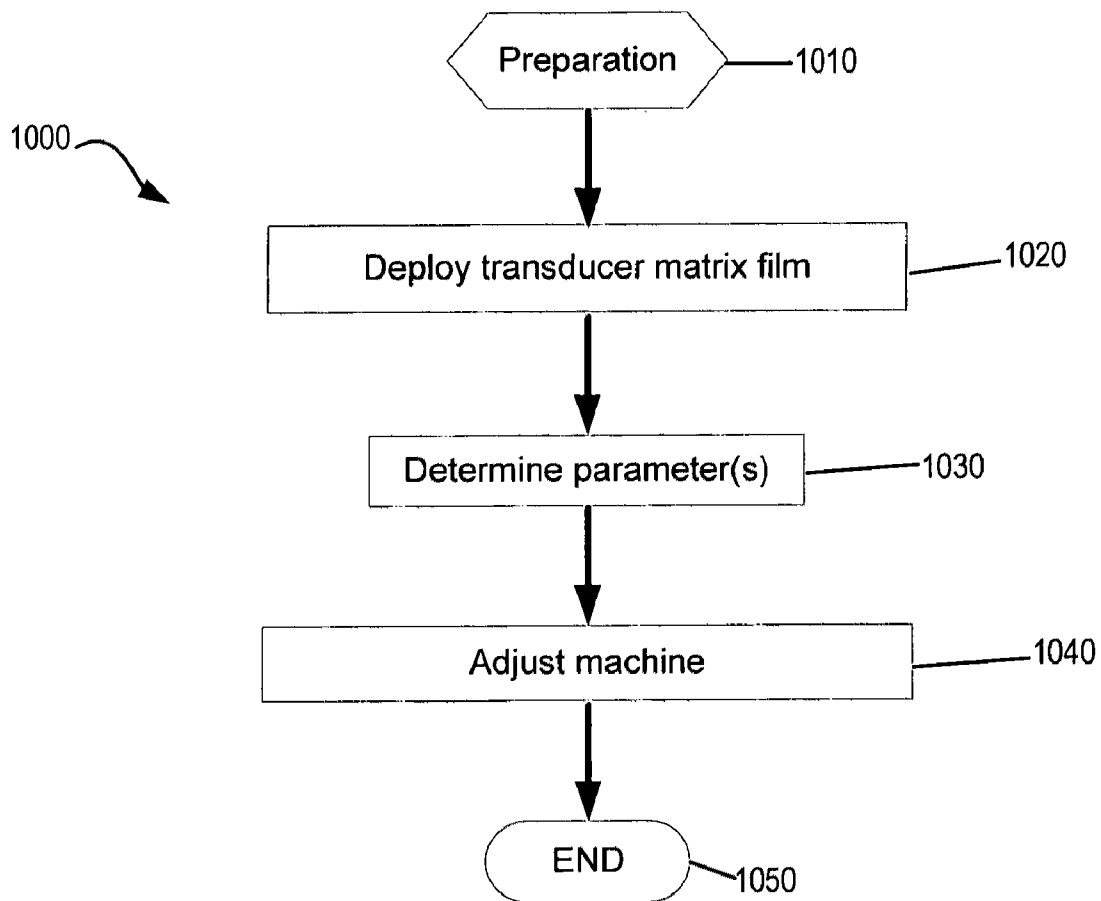 Preparation
1010
1000
Deploy transducer matrix film
1020
Determine parameter(s)
1030
Adjust machine
1040
END
1050